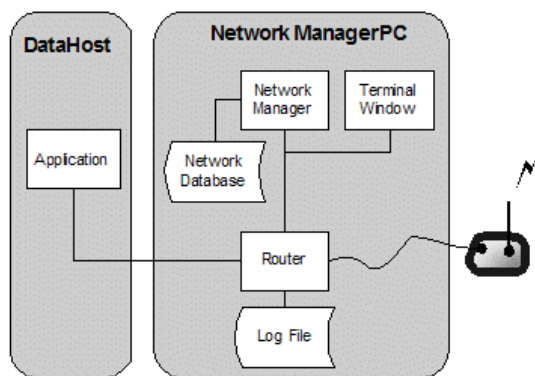 DataHost
Network ManagerPC
Network
Manager
Terminal
Window
Application
Network
Database
Router
Log File